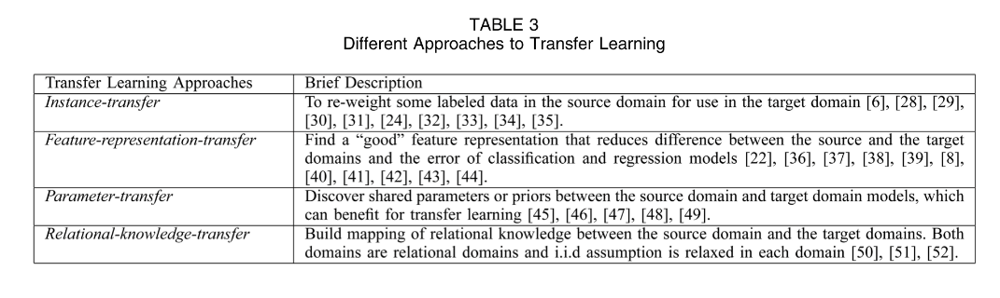 TABLE 3
Different Approaches to Transfer Learning
Transfer Learning Approaches Brief Description
Instance-transfer To re-weight some labeled data in the source domain for use in the target domain [6], [28], [29],
[30], [31], [24], [32], [33], [34], [35].
Feature-representation-transfer Find a “good” feature representation that reduces difference between the source and the target
domains and the error of classification and regression models [22], [36], [37], [38], [39], [8],
[40], [41], [42], [43], [44].
Parameter-transfer Discover shared parameters or priors between the source domain and target domain models, which
can benefit for transfer learning [45], [46], [47], [48], [49].
Relational-knowledge-transfer Build mapping of relational knowledge between the source domain and the target domains. Both
domains are relational domains and i.i.d assumption is relaxed in each domain [50], [51], [52].